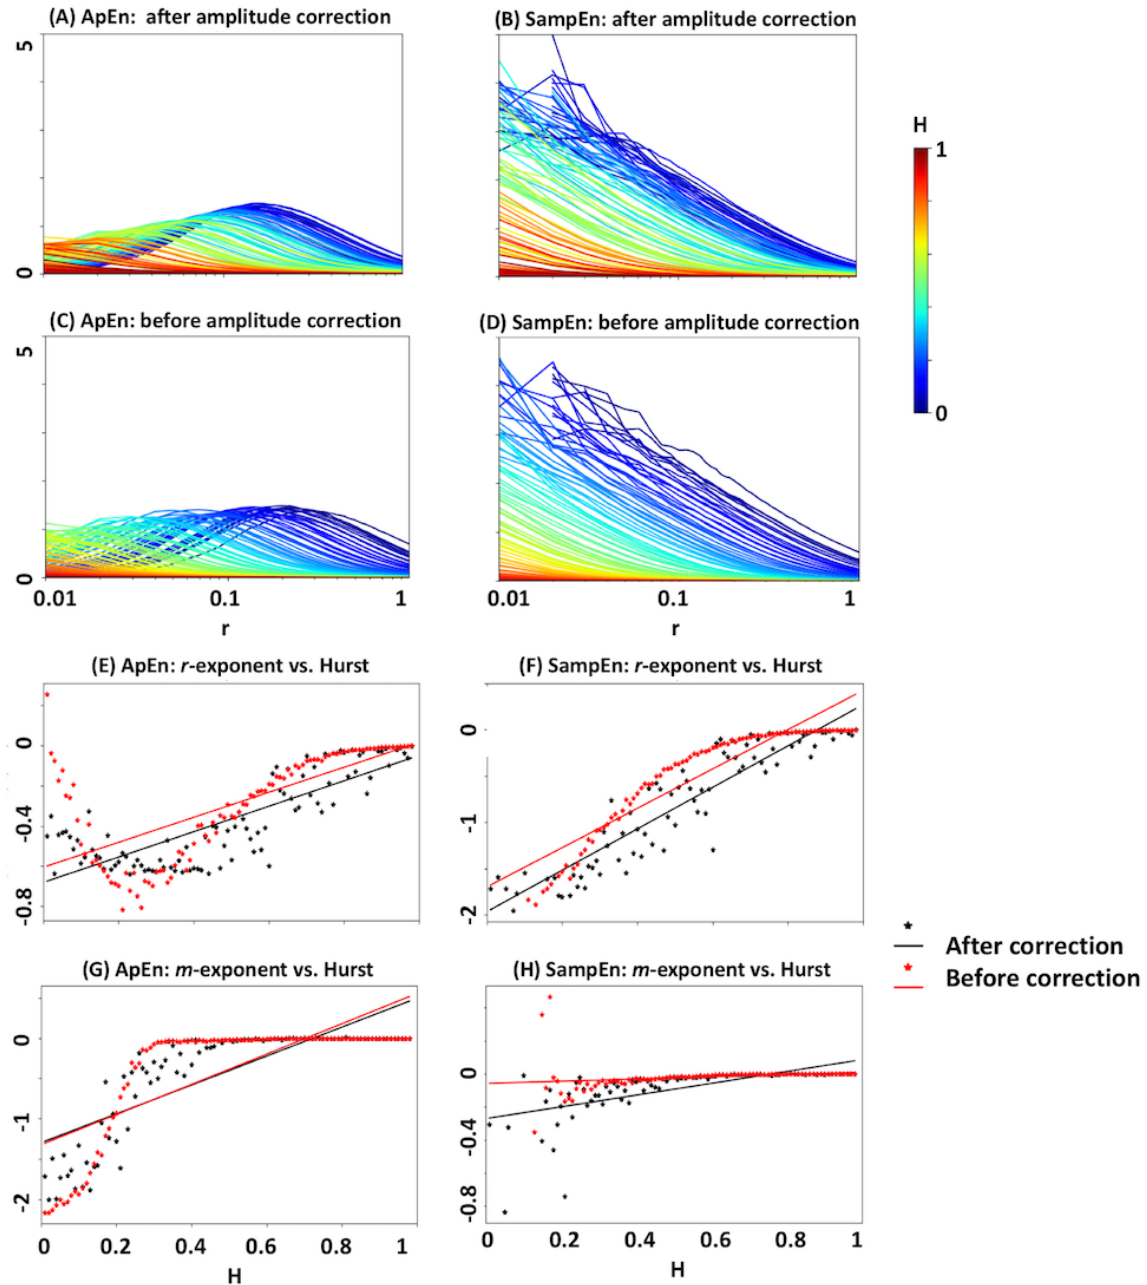 (A) ApEn: after amplitude correction
(B) SampEn: after amplitude correction
5
0
H
1
0
(C) ApEn: before amplitude correction
(D) SampEn: before amplitude correction
5
0
0.01 0.1 1
0.01 0.1 1
r
r
(E) ApEn: r-exponent vs. Hurst
(F) SampEn: r-exponent vs. Hurst
0
-0.4
-0.8
0
-1
-2
After correction
Before correction
(G) ApEn: m-exponent vs. Hurst
(H) SampEn: m-exponent vs. Hurst
0
-1
-2
0
-0.4
-0.8
0 0.2 0.4 0.6 0.8 1
0 0.2 0.4 0.6 0.8 1
H
H